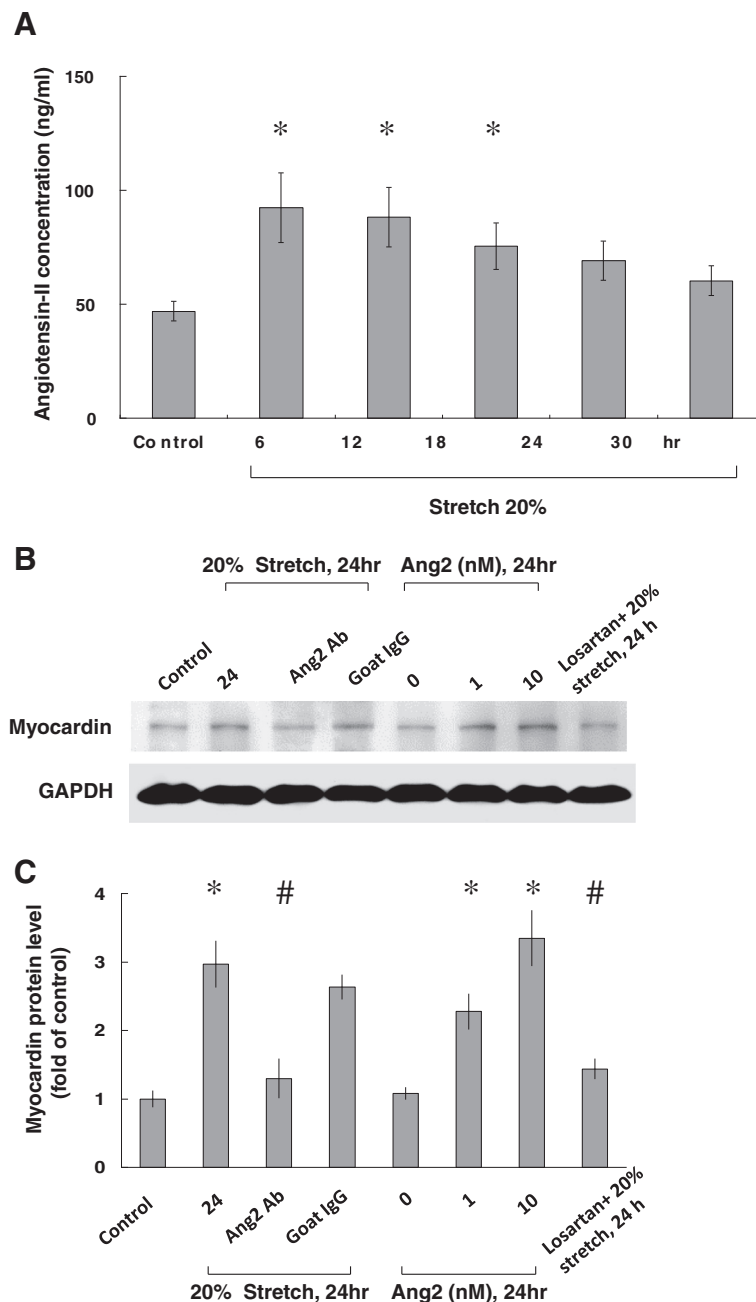 A
Angiotensin-II concentration (ng/ml)
150
100
50
0
* * *
Control 6 12 18 24 30 hr
Stretch 20%
B
20% Stretch, 24hr Ang2 (nM), 24hr
Control 24 Ang2 Ab Goat IgG 0 1 10 Losartan+ 20%
stretch, 24 h
Myocardin
GAPDH
C
Myocardin protein level
(fold of control)
4
3
2
1
0
* # * * #
Control 24 Ang2 Ab Goat IgG 0 1 10 Losartan+ 20%
stretch, 24 h
20% Stretch, 24hr Ang2 (nM), 24hr